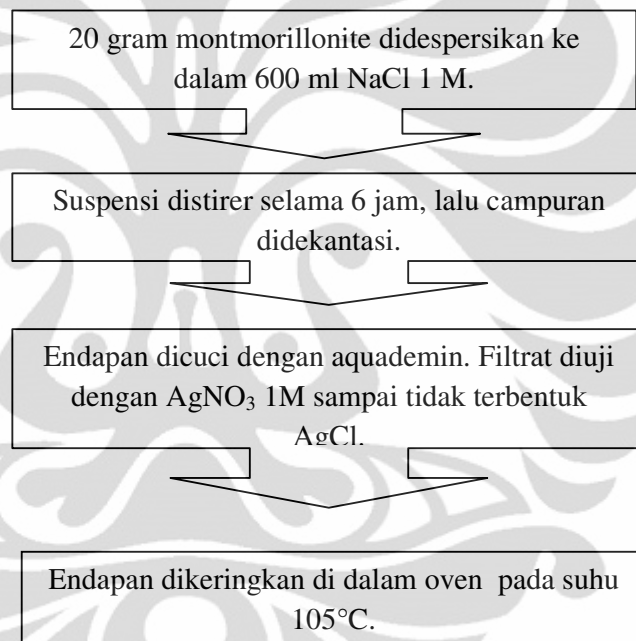 20 gram montmorillonite didespersikan ke
dalam 600 ml NaCl 1 M.
Suspensi distirer selama 6 jam, lalu campuran
didekantasi.
Endapan dicuci dengan aquademin. Filtrat diuji
dengan AgNO₃ 1M sampai tidak terbentuk
AgCl.
Endapan dikeringkan di dalam oven pada suhu
105°C.